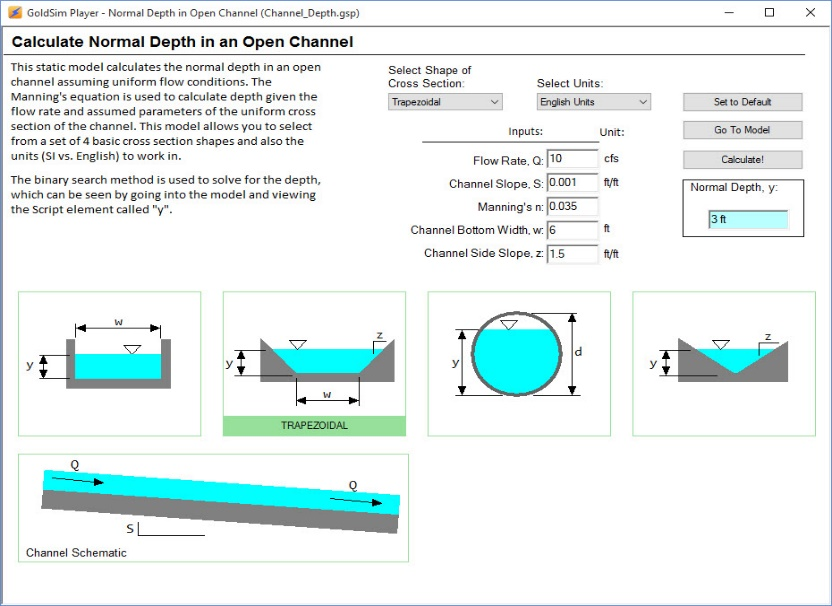 GoldSim Player - Normal Depth in Open Channel (Channel_Depth.gsp)
Calculate Normal Depth in an Open Channel
This static model calculates the normal depth in an open
channel assuming uniform flow conditions. The
Manning's equation is used to calculate depth given the
flow rate and assumed parameters of the uniform cross
section of the channel. This model allows you to select
from a set of 4 basic cross section shapes and also the
units (SI vs. English) to work in.
The binary search method is used to solve for the depth,
which can be seen by going into the model and viewing
the Script element called "y".
Select Shape of
Cross Section:
Trapezoidal
Select Units:
English Units
Inputs: Unit:
Flow Rate, Q: 10 cfs
Channel Slope, S: 0.001 ft/ft
Manning's n: 0.035
Channel Bottom Width, w: 6 ft
Channel Side Slope, z: 1.5 ft/ft
Set to Default
Go To Model
Calculate!
Normal Depth, y:
3 ft
w
y
z
y
w
TRAPEZOIDAL
y
d
z
y
Q
Q
S
Channel Schematic